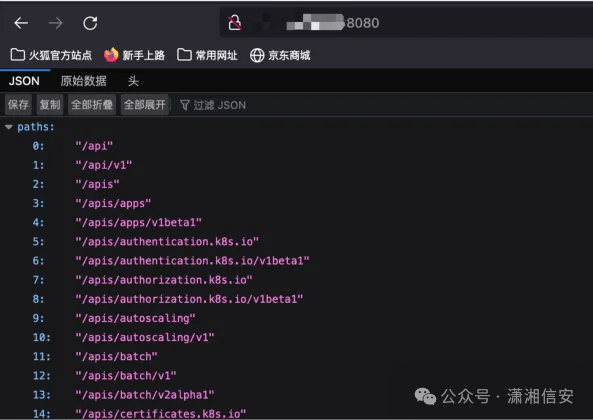 8080
火狐官方站点 新手上路 常用网址 京东商城
JSON 原始数据 头
保存 复制 全部折叠 全部展开 过滤 JSON
paths:
0: "/api"
1: "/api/v1"
2: "/apis"
3: "/apis/apps"
4: "/apis/apps/v1beta1"
5: "/apis/authentication.k8s.io"
6: "/apis/authentication.k8s.io/v1beta1"
7: "/apis/authorization.k8s.io"
8: "/apis/authorization.k8s.io/v1beta1"
9: "/apis/autoscaling"
10: "/apis/autoscaling/v1"
11: "/apis/batch"
12: "/apis/batch/v1"
13: "/apis/batch/v2alpha1"
14: "/apis/certificates.k8s.io"
公众号 · 潇湘信安